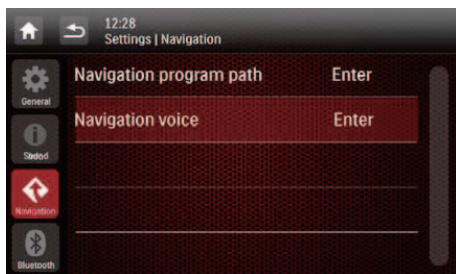 12:28
Settings | Navigation
Navigation program path Enter
General
Navigation voice Enter
Navigation
Bluetooth